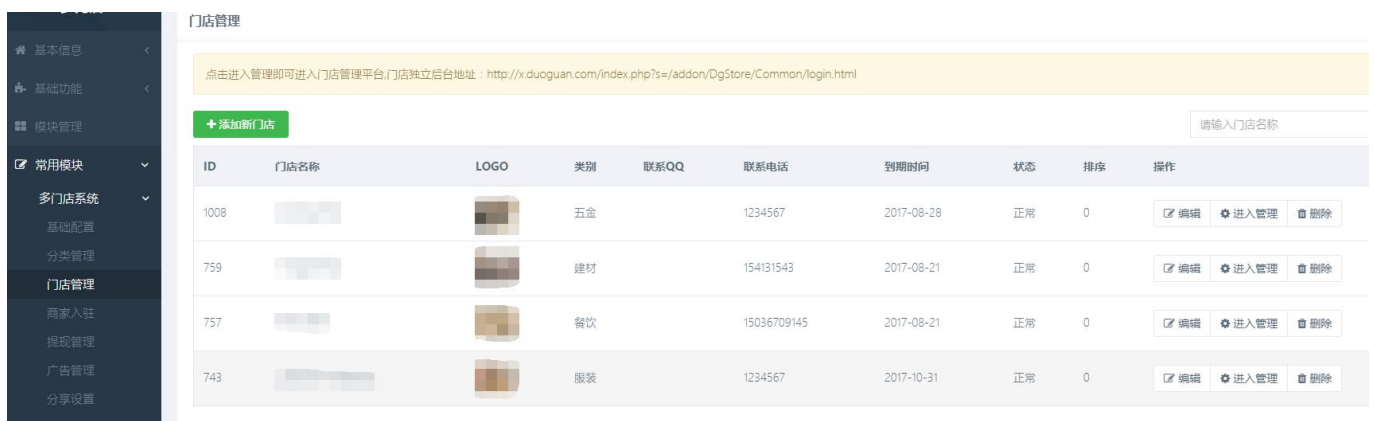 门店管理
基本信息
基础功能
模块管理
常用模块
多门店系统
基础配置
分类管理
门店管理
商家入驻
提现管理
广告管理
分享设置
点击进入管理即可进入门店管理平台,门店独立后台地址：http://x.duoguan.com/index.php?s=/addon/DgStore/Common/login.html
添加新门店
请输入门店名称
ID 门店名称 LOGO 类别 联系QQ 联系电话 到期时间 状态 排序 操作
1008 五金 1234567 2017-08-28 正常 0 编辑 进入管理 删除
759 建材 154131543 2017-08-21 正常 0 编辑 进入管理 删除
757 餐饮 15036709145 2017-08-21 正常 0 编辑 进入管理 删除
743 服装 1234567 2017-10-31 正常 0 编辑 进入管理 删除